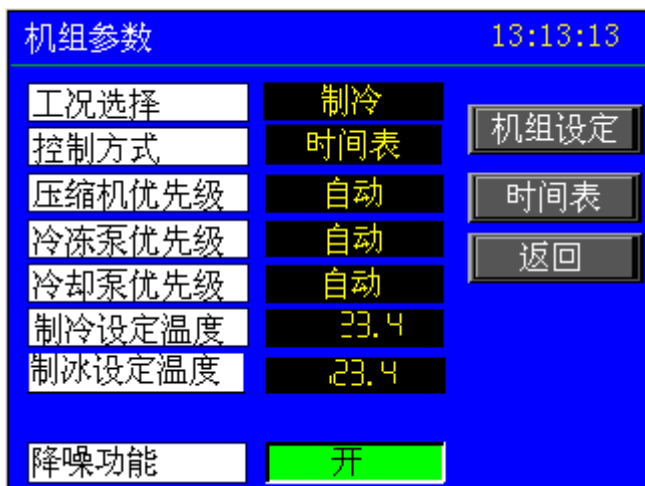 机组参数 13:13:13
工况选择 制冷
控制方式 时间表
机组设定
压缩机优先级 自动
时间表
冷冻泵优先级 自动
返回
冷却泵优先级 自动
制冷设定温度 23.4
制冰设定温度 23.4
降噪功能 开